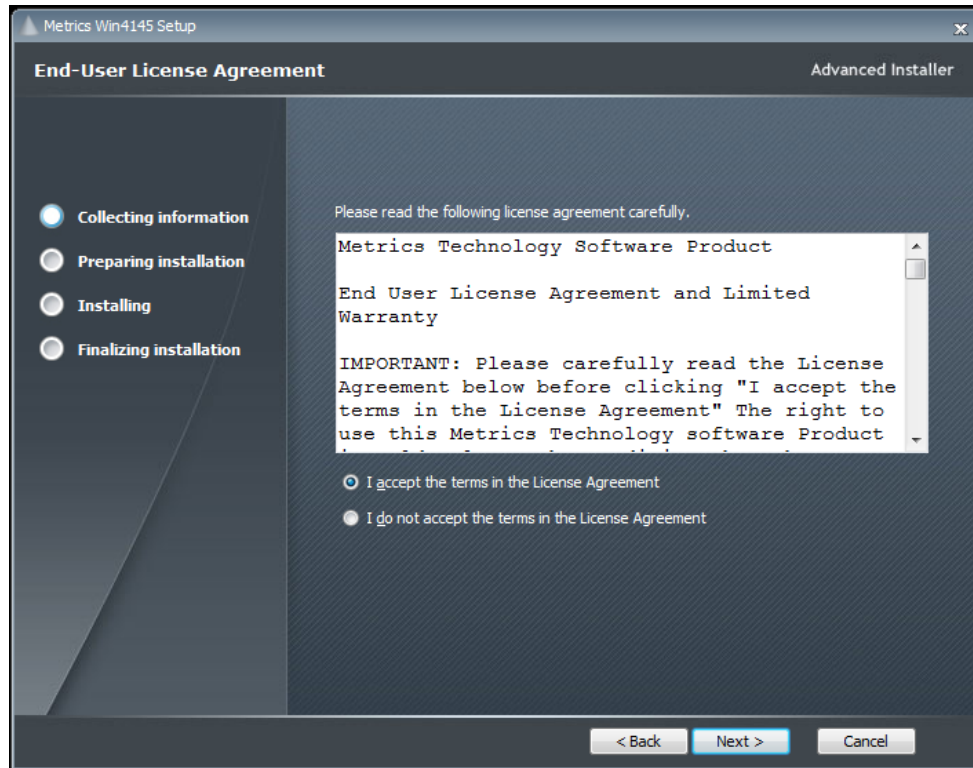 Metrics Win4145 Setup
End-User License Agreement
Advanced Installer
Collecting information
Preparing installation
Installing
Finalizing installation
Please read the following license agreement carefully.
Metrics Technology Software Product
End User License Agreement and Limited
Warranty
IMPORTANT: Please carefully read the License
Agreement below before clicking "I accept the
terms in the License Agreement" The right to
use this Metrics Technology software Product
I accept the terms in the License Agreement
I do not accept the terms in the License Agreement
< Back
Next >
Cancel